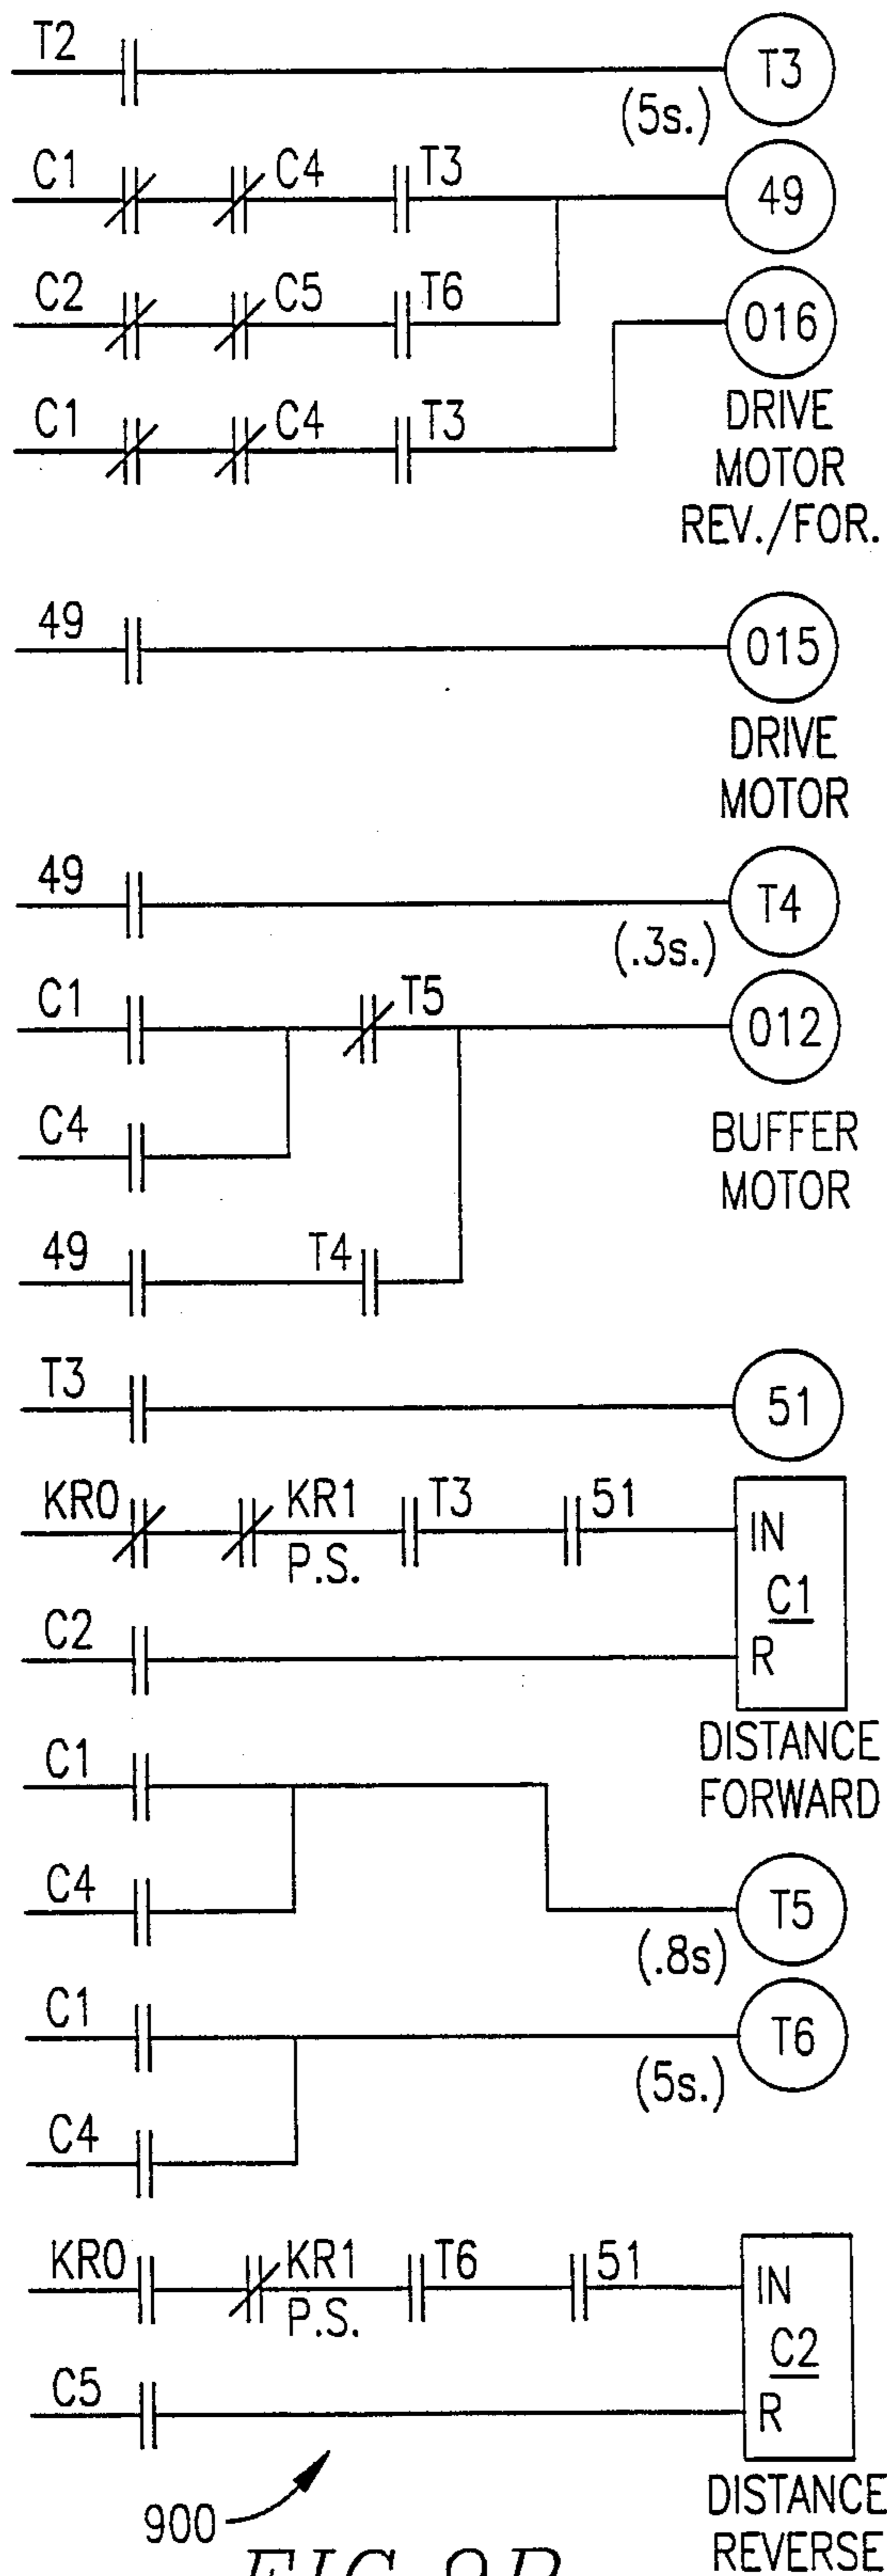 T2
T3
(5s.)
C1 C4 T3
49
C2 C5 T6
016
DRIVE
MOTOR
REV./FOR.
C1 C4 T3
49
015
DRIVE
MOTOR
49
T4
(.3s.)
C1 T5
012
BUFFER
MOTOR
C4
49 T4
T3
51
KR0 KR1 T3 51
P.S.
IN
C1
R
C2
DISTANCE
FORWARD
C1
C4
T5
(.8s)
C1
T6
(5s.)
C4
KR0 KR1 T6 51
P.S.
IN
C2
R
C5
DISTANCE
REVERSE
900